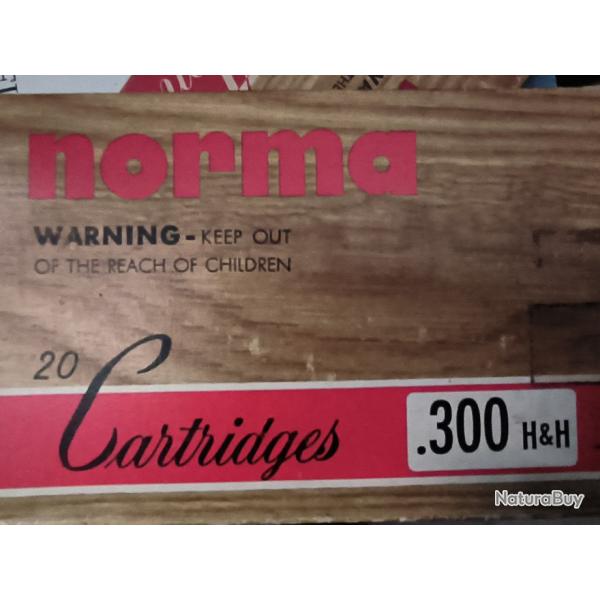 norma
WARNING - KEEP OUT
OF THE REACH OF CHILDREN
20 Cartridges
.300 H&H
NaturaBuy